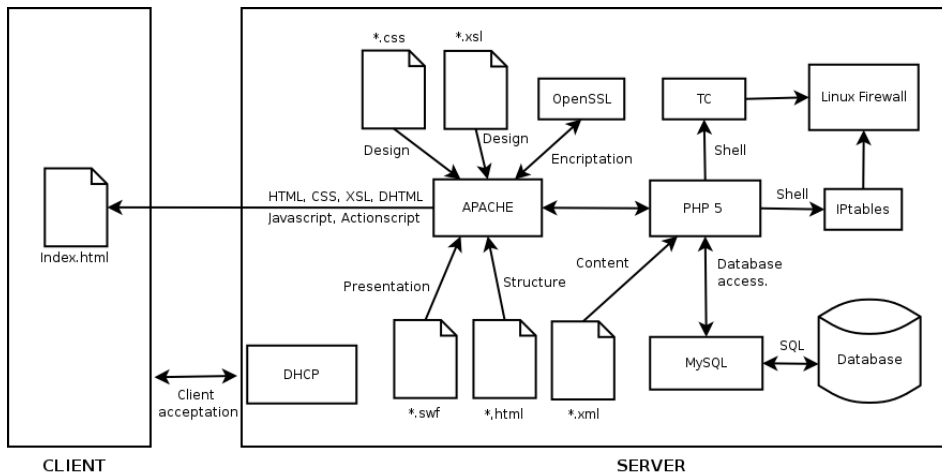 *.css
*.xsl
OpenSSL
TC
Linux Firewall
Design
Design
Encriptation
Shell
HTML, CSS, XSL, DHTML
Javascript, Actionscript
APACHE
PHP 5
Shell
IPtables
Index.html
Presentation
Structure
Content
Database
access.
DHCP
MySQL
SQL
Database
Client
acceptation
*.swf
*,html
*.xml
CLIENT
SERVER